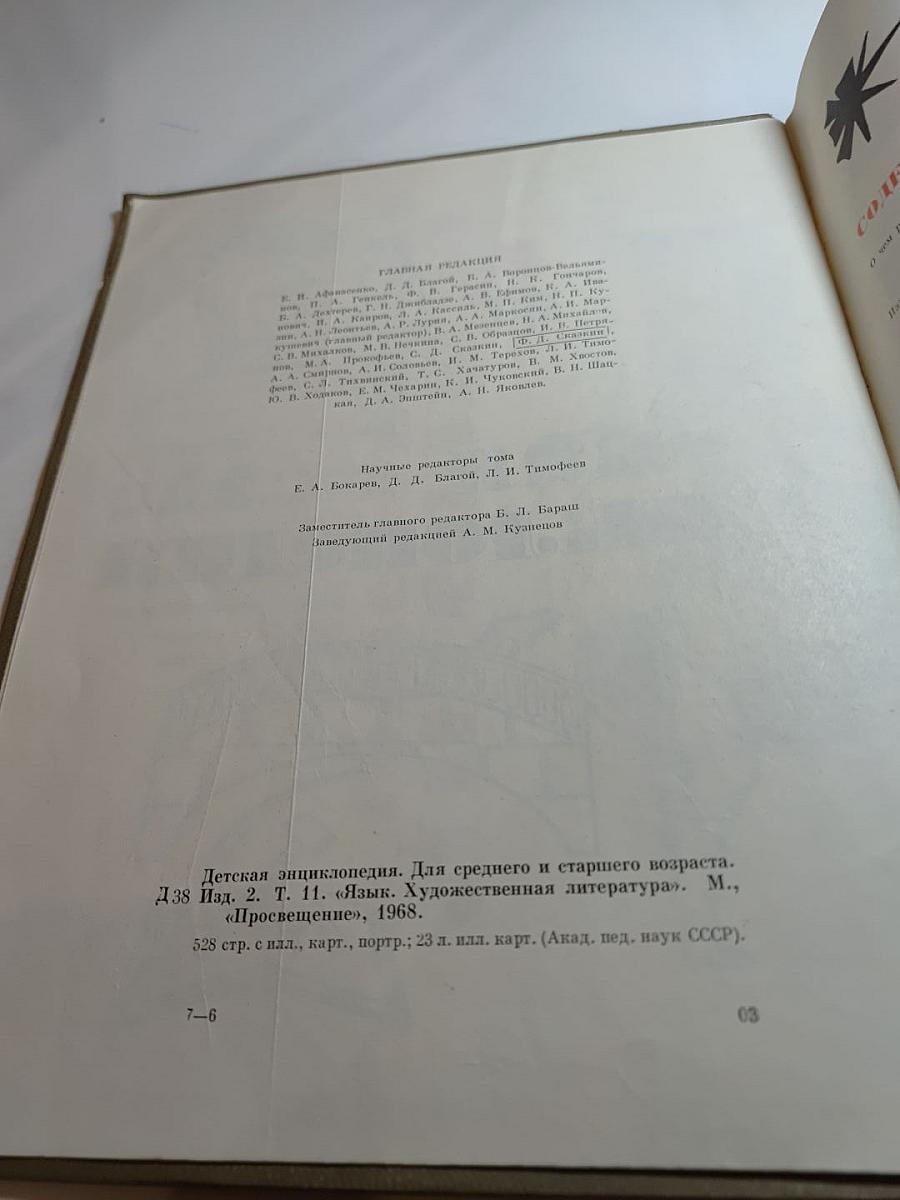 ГЛАВНАЯ РЕДАКЦИЯ
Е. И. Афанасенко, Д. Д. Благой, Б. А. Воронцов-Вельями-
нов, П. А. Генкель, Ф. В. Герасин, Н. К. Гончаров,
Б. А. Дехтерев, Г. Н. Джибладзе, А. В. Ефимов, К. А. Ива-
нович, И. А. Каиров, Л. А. Кассиль, М. П. Ким, Н. П. Ку-
зин, А. Н. Леонтьев, А. Р. Лурия, А. А. Маркосян, А. И. Мар-
кушевич (главный редактор), В. А. Мезенцев, Н. А. Михайлов,
С. В. Михалков, М. В. Нечкина, С. В. Образцов, И. В. Петря-
нов, М. А. Прокофьев, С. Д. Сказкин, Ф. Д. Сказкин,
А. А. Смирнов, А. И. Соловьев, И. М. Терехов, Л. И. Тимо-
феев, С. Л. Тихвинский, Т. С. Хачатуров, В. М. Хвостов,
Ю. В. Ходаков, Е. М. Чехарин, К. И. Чуковский, В. Н. Шац-
кая, Д. А. Эпштейн, А. Н. Яковлев.
Научные редакторы тома
Е. А. Бокарев, Д. Д. Благой, Л. И. Тимофеев
Заместитель главного редактора Б. Л. Бараш
Заведующий редакцией А. М. Кузнецов
Детская энциклопедия. Для среднего и старшего возраста.
Д 38 Изд. 2. Т. 11. «Язык. Художественная литература». М.,
«Просвещение», 1968.
528 стр. с илл., карт., портр.; 23 л. илл. карт. (Акад. пед. наук СССР).
7—6 03
О чем